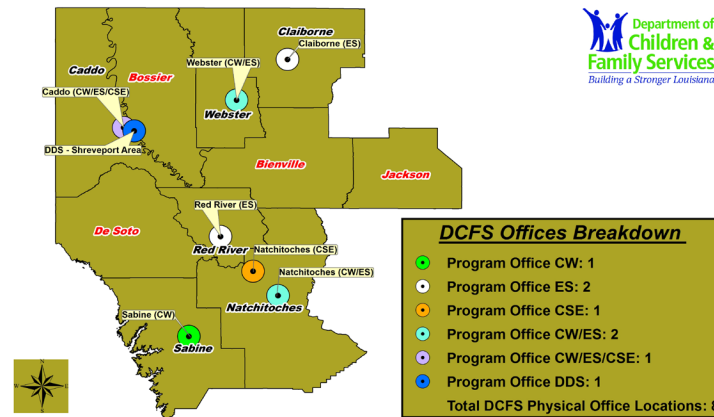 Department of
Children &
Family Services
Building a Stronger Louisiana
Claiborne
Claiborne (ES)
Webster (CW/ES)
Caddo
Bossier
Caddo (CW/ES/CSE)
Webster
DDS - Shreveport Area
Bienville
Jackson
Red River (ES)
De Soto
Red River
Natchitoches (CSE)
Natchitoches (CW/ES)
Natchitoches
Sabine (CW)
Sabine
N
W
E
S
DCFS Offices Breakdown
Program Office CW: 1
Program Office ES: 2
Program Office CSE: 1
Program Office CW/ES: 2
Program Office CW/ES/CSE: 1
Program Office DDS: 1
Total DCFS Physical Office Locations: 8